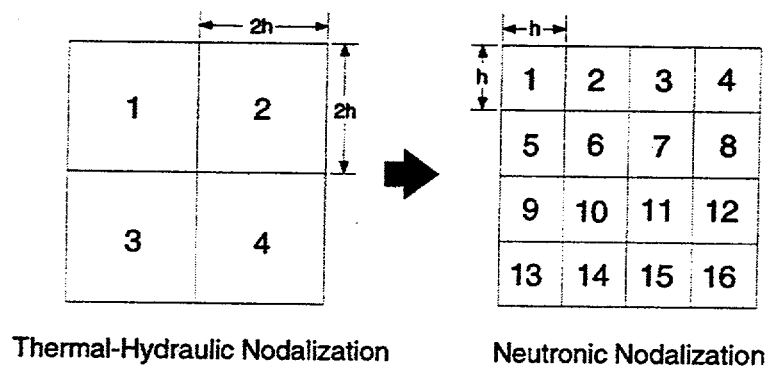 2h
h
1 2
2h
h
1 2 3 4
5 6 7 8
3 4
9 10 11 12
13 14 15 16
Thermal-Hydraulic Nodalization
Neutronic Nodalization